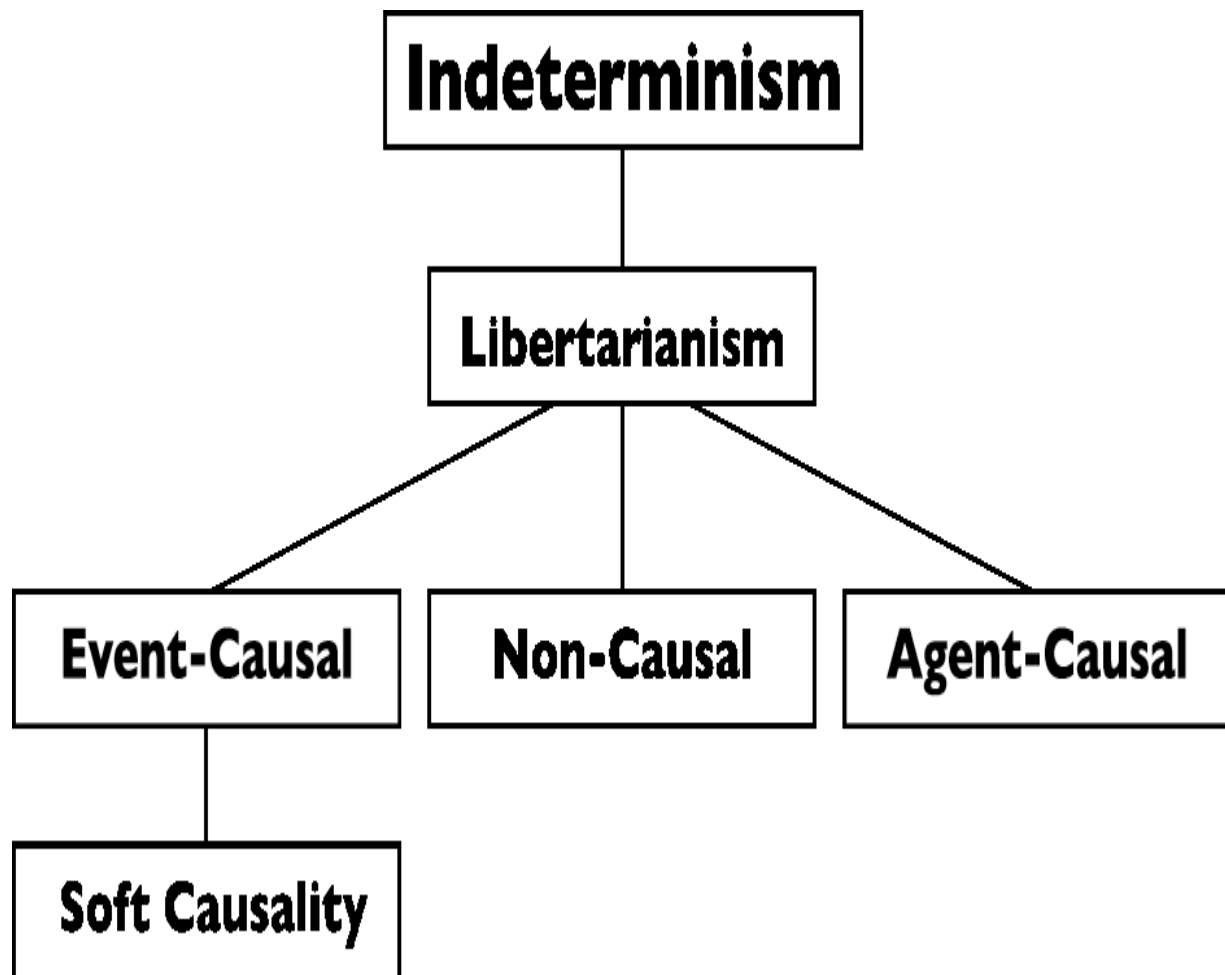 Indeterminism
Libertarianism
Event-Causal
Non-Causal
Agent-Causal
Soft Causality